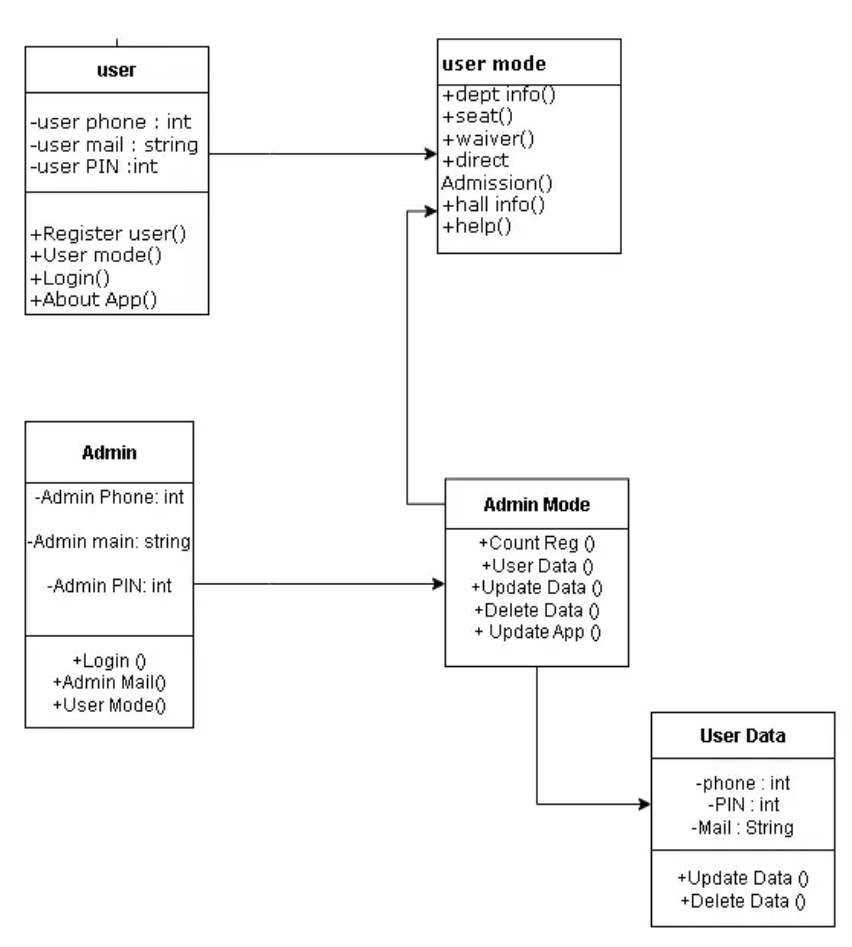 user
-user phone : int
-user mail : string
-user PIN :int
+Register user()
+User mode()
+Login()
+About App()
user mode
+dept info()
+seat()
+waiver()
+direct
Admission()
+hall info()
+help()
Admin
-Admin Phone: int
-Admin main: string
-Admin PIN: int
+Login ()
+Admin Mail()
+User Mode()
Admin Mode
+Count Reg ()
+User Data ()
+Update Data ()
+Delete Data ()
+ Update App ()
User Data
-phone : int
-PIN : int
-Mail : String
+Update Data ()
+Delete Data ()